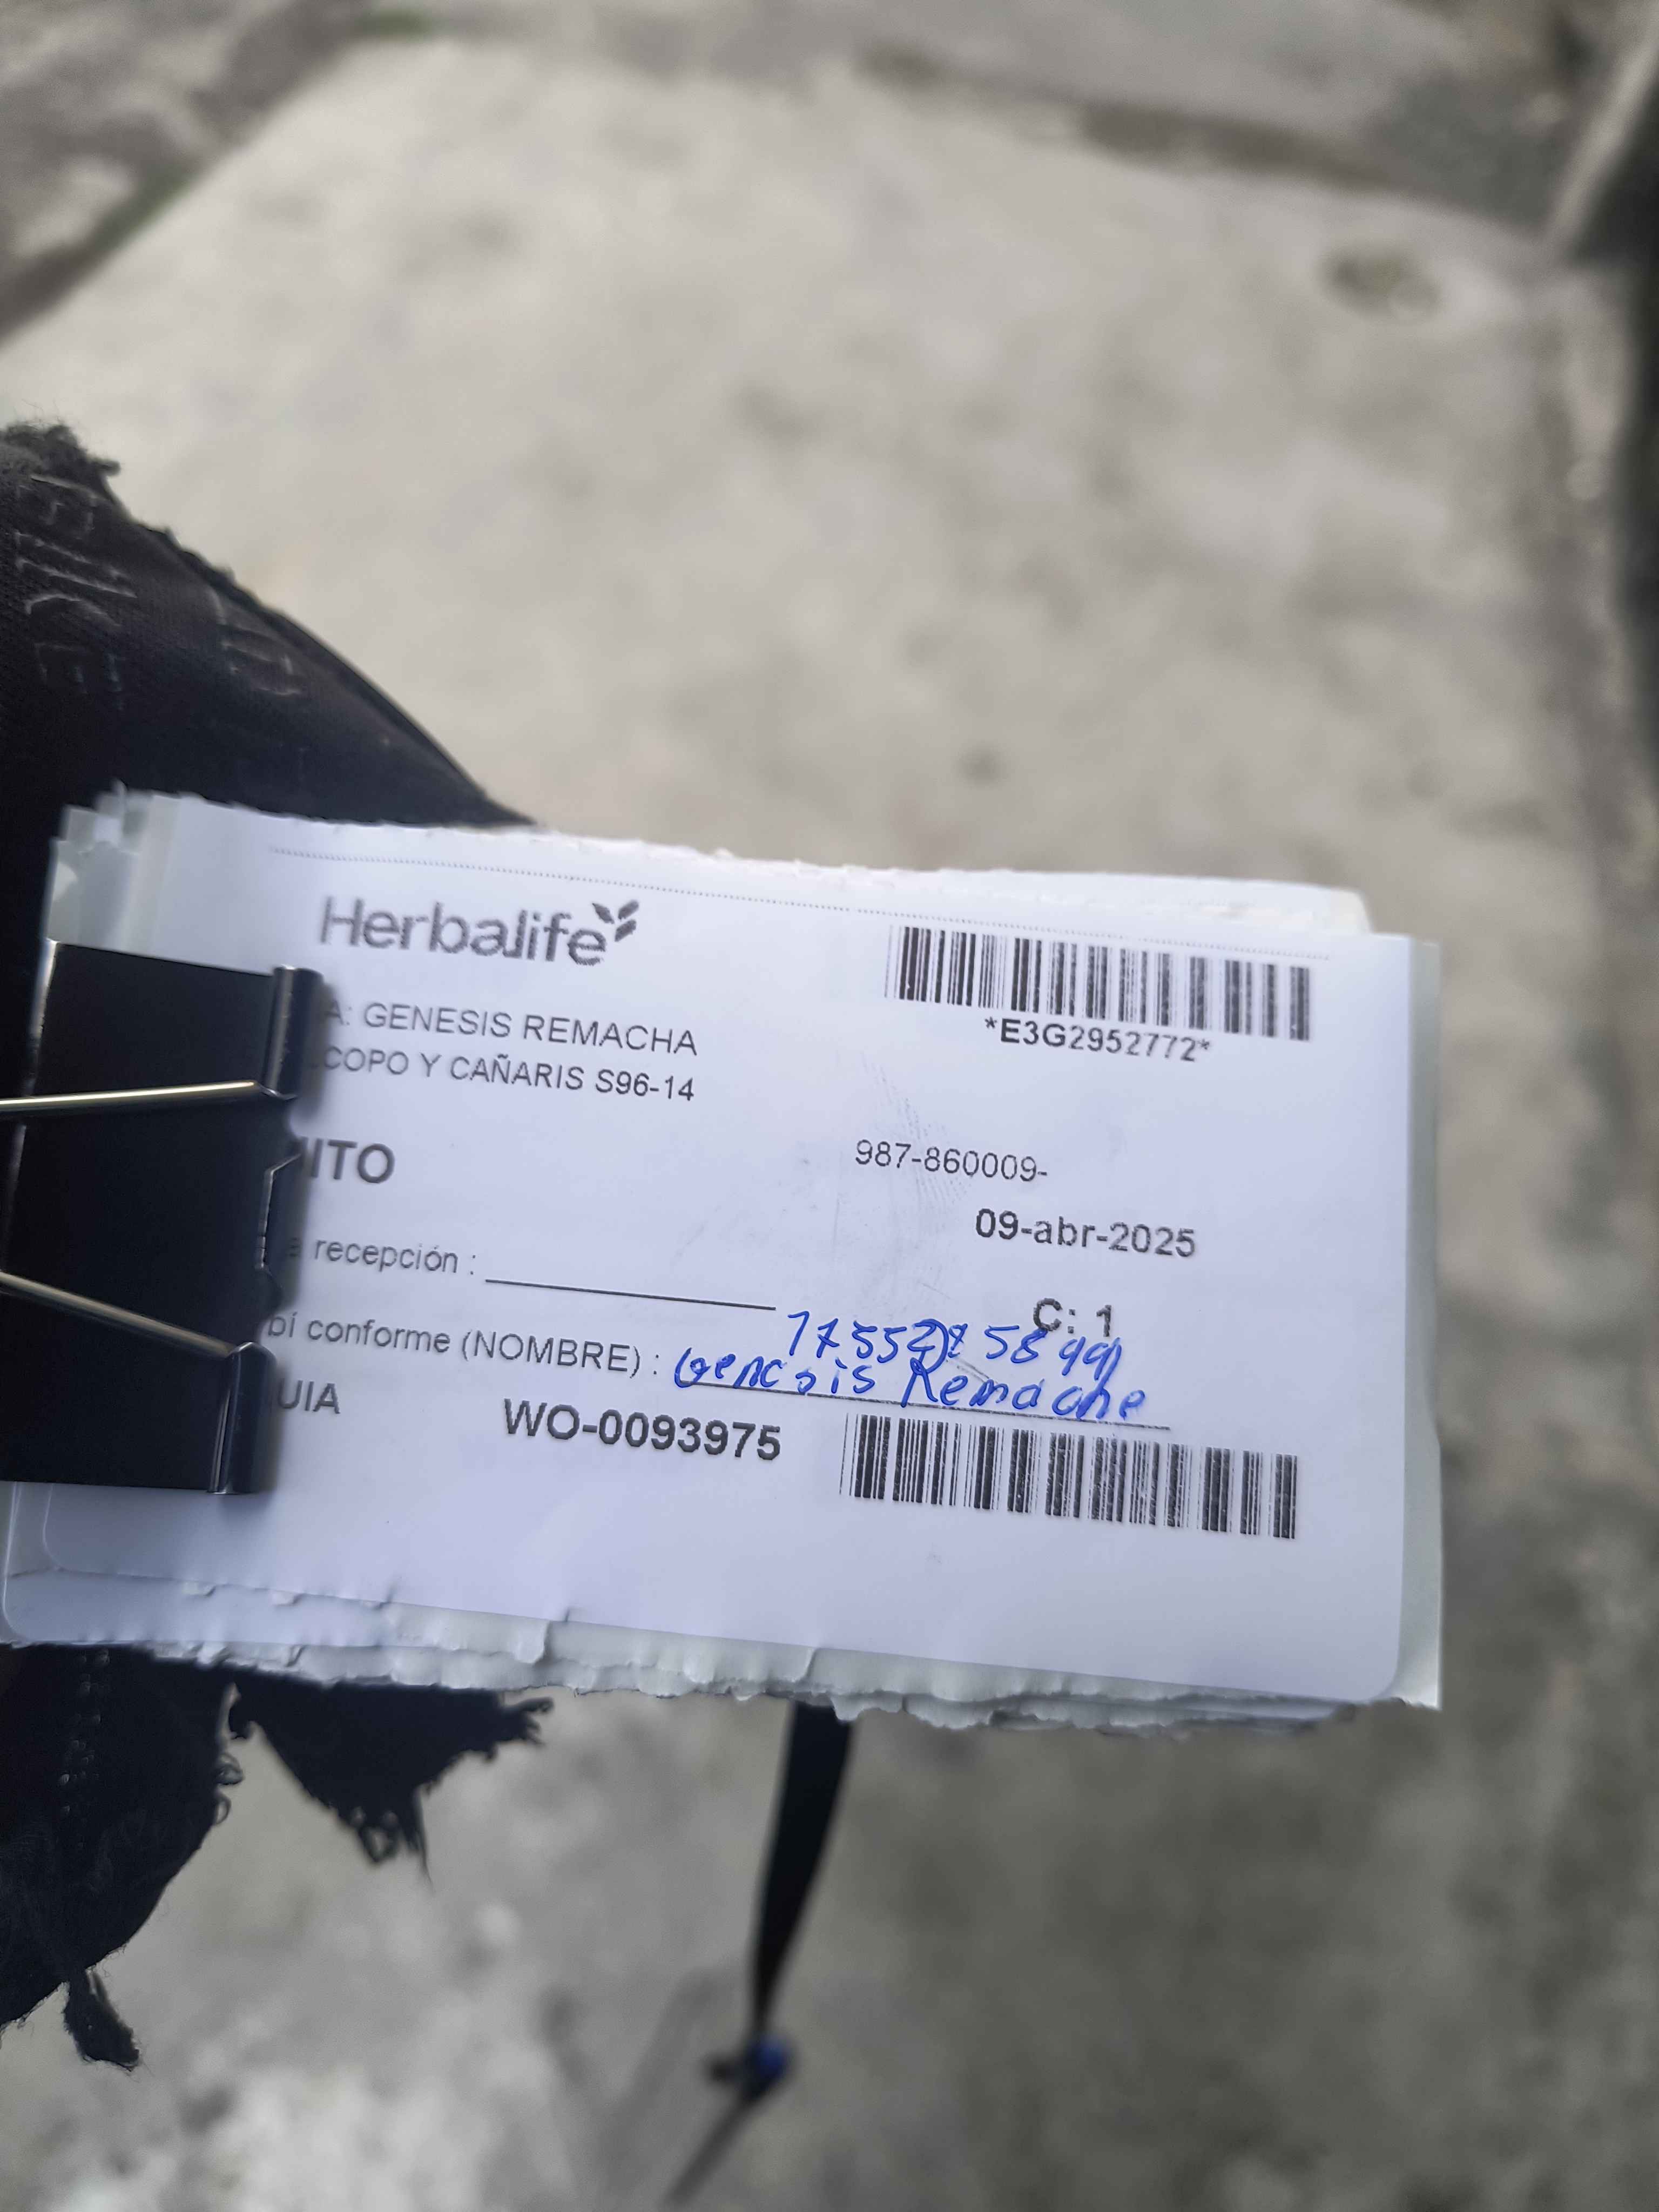 Herbalife
*E3G2952772*
A: GENESIS REMACHA
COPO Y CAÑARIS S96-14
ITO
987-860009-
09-abr-2025
recepción :
C: 1
bí conforme (NOMBRE) : Genesis Remache
UIA
WO-0093975